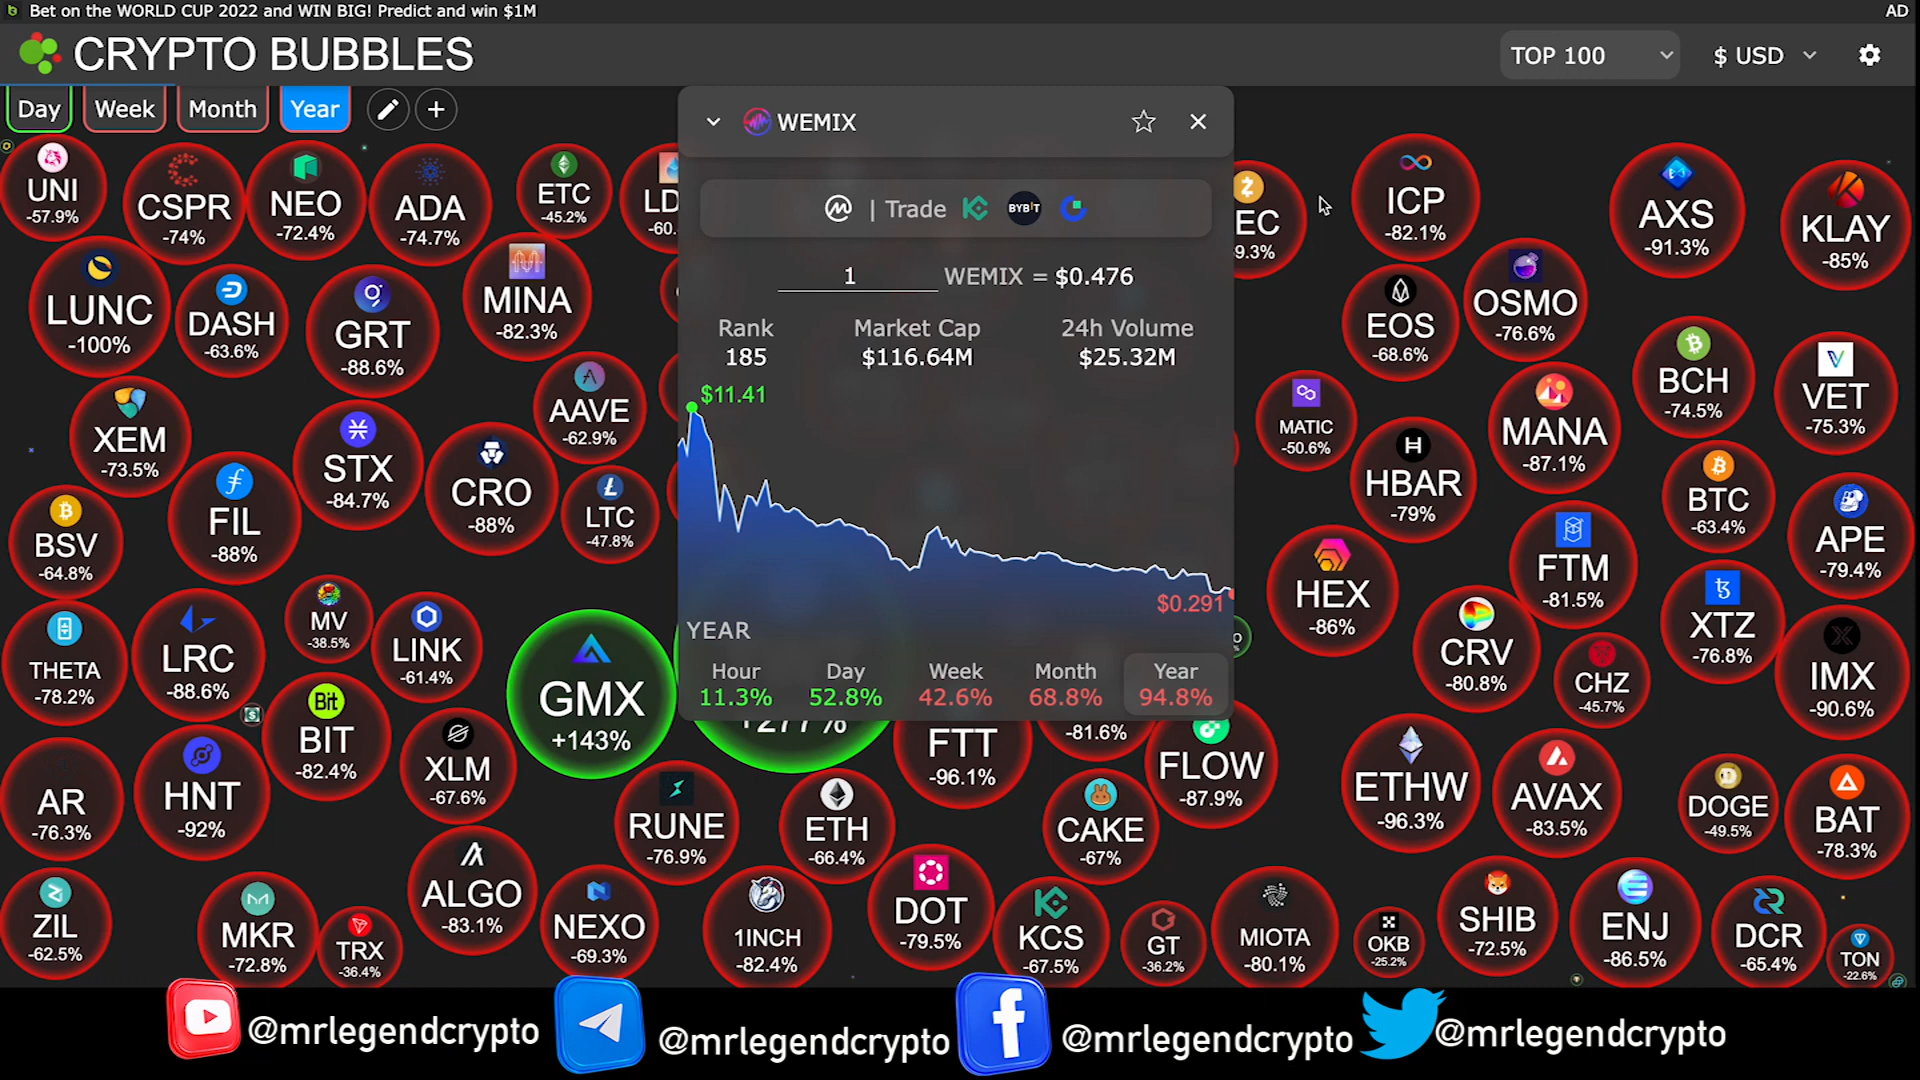 Bet on the WORLD CUP 2022 and WIN BIG! Predict and win $1M
AD
CRYPTO BUBBLES
TOP 100
$ USD
Day
Week
Month
Year
WEMIX
| Trade
BYBIT
1
WEMIX = $0.476
Rank
185
Market Cap
$116.64M
24h Volume
$25.32M
$11.41
$0.291
YEAR
Hour
11.3%
Day
52.8%
Week
42.6%
Month
68.8%
Year
94.8%
UNI
-57.9%
CSPR
-74%
NEO
-72.4%
ADA
-74.7%
ETC
-45.2%
LD
-60.
EC
9.3%
ICP
-82.1%
AXS
-91.3%
KLAY
-85%
LUNC
-100%
DASH
-63.6%
GRT
-88.6%
MINA
-82.3%
EOS
-68.6%
OSMO
-76.6%
BCH
-74.5%
VET
-75.3%
XEM
-73.5%
STX
-84.7%
AAVE
-62.9%
MATIC
-50.6%
MANA
-87.1%
BSV
-64.8%
FIL
-88%
CRO
-88%
LTC
-47.8%
HBAR
-79%
BTC
-63.4%
APE
-79.4%
HEX
-86%
FTM
-81.5%
THETA
-78.2%
LRC
-88.6%
MV
-38.5%
LINK
-61.4%
GMX
+143%
+277%
CRV
-80.8%
CHZ
-45.7%
XTZ
-76.8%
IMX
-90.6%
AR
-76.3%
HNT
-92%
Bit
BIT
-82.4%
XLM
-67.6%
FTT
-96.1%
-81.6%
FLOW
-87.9%
ETHW
-96.3%
AVAX
-83.5%
DOGE
-49.5%
BAT
-78.3%
RUNE
-76.9%
ETH
-66.4%
CAKE
-67%
ZIL
-62.5%
MKR
-72.8%
TRX
-36.4%
ALGO
-83.1%
NEXO
-69.3%
1INCH
-82.4%
DOT
-79.5%
KCS
-67.5%
GT
-36.2%
MIOTA
-80.1%
OKB
-25.2%
SHIB
-72.5%
ENJ
-86.5%
DCR
-65.4%
TON
-22.6%
@mrlegendcrypto
@mrlegendcrypto
@mrlegendcrypto
@mrlegendcrypto